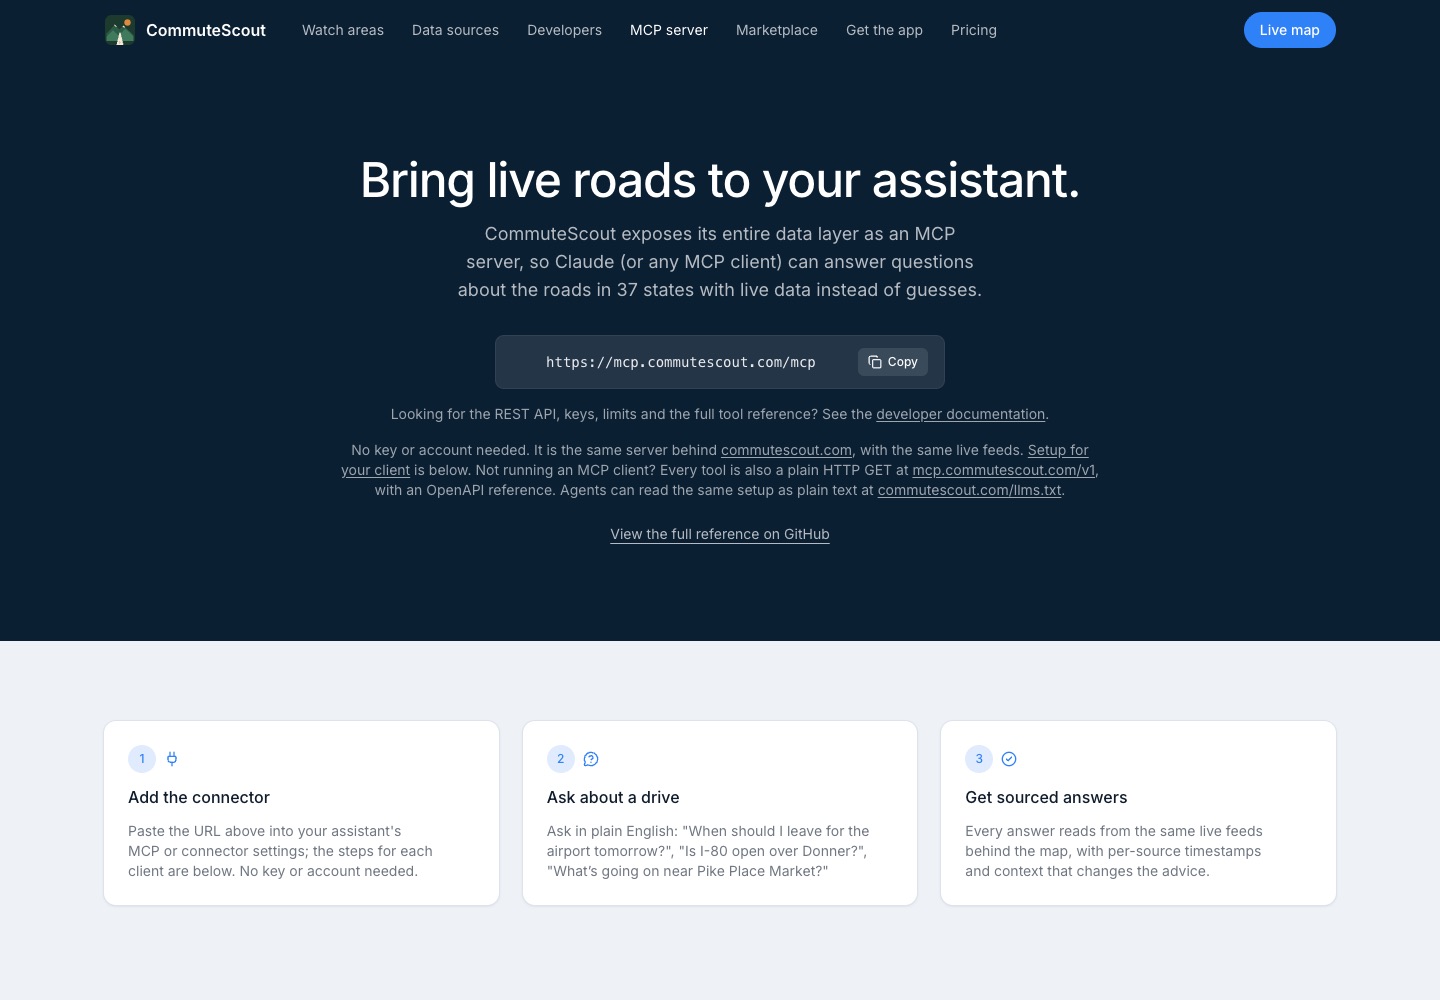 CommuteScout
Watch areas
Data sources
Developers
MCP server
Marketplace
Get the app
Pricing
Live map
Bring live roads to your assistant.
CommuteScout exposes its entire data layer as an MCP
server, so Claude (or any MCP client) can answer questions
about the roads in 37 states with live data instead of guesses.
https://mcp.commutescout.com/mcp
Copy
Looking for the REST API, keys, limits and the full tool reference? See the developer documentation.
No key or account needed. It is the same server behind commutescout.com, with the same live feeds. Setup for
your client is below. Not running an MCP client? Every tool is also a plain HTTP GET at mcp.commutescout.com/v1,
with an OpenAPI reference. Agents can read the same setup as plain text at commutescout.com/llms.txt.
View the full reference on GitHub
1
Add the connector
Paste the URL above into your assistant's
MCP or connector settings; the steps for each
client are below. No key or account needed.
2
Ask about a drive
Ask in plain English: "When should I leave for the
airport tomorrow?", "Is I-80 open over Donner?",
"What's going on near Pike Place Market?"
3
Get sourced answers
Every answer reads from the same live feeds
behind the map, with per-source timestamps
and context that changes the advice.